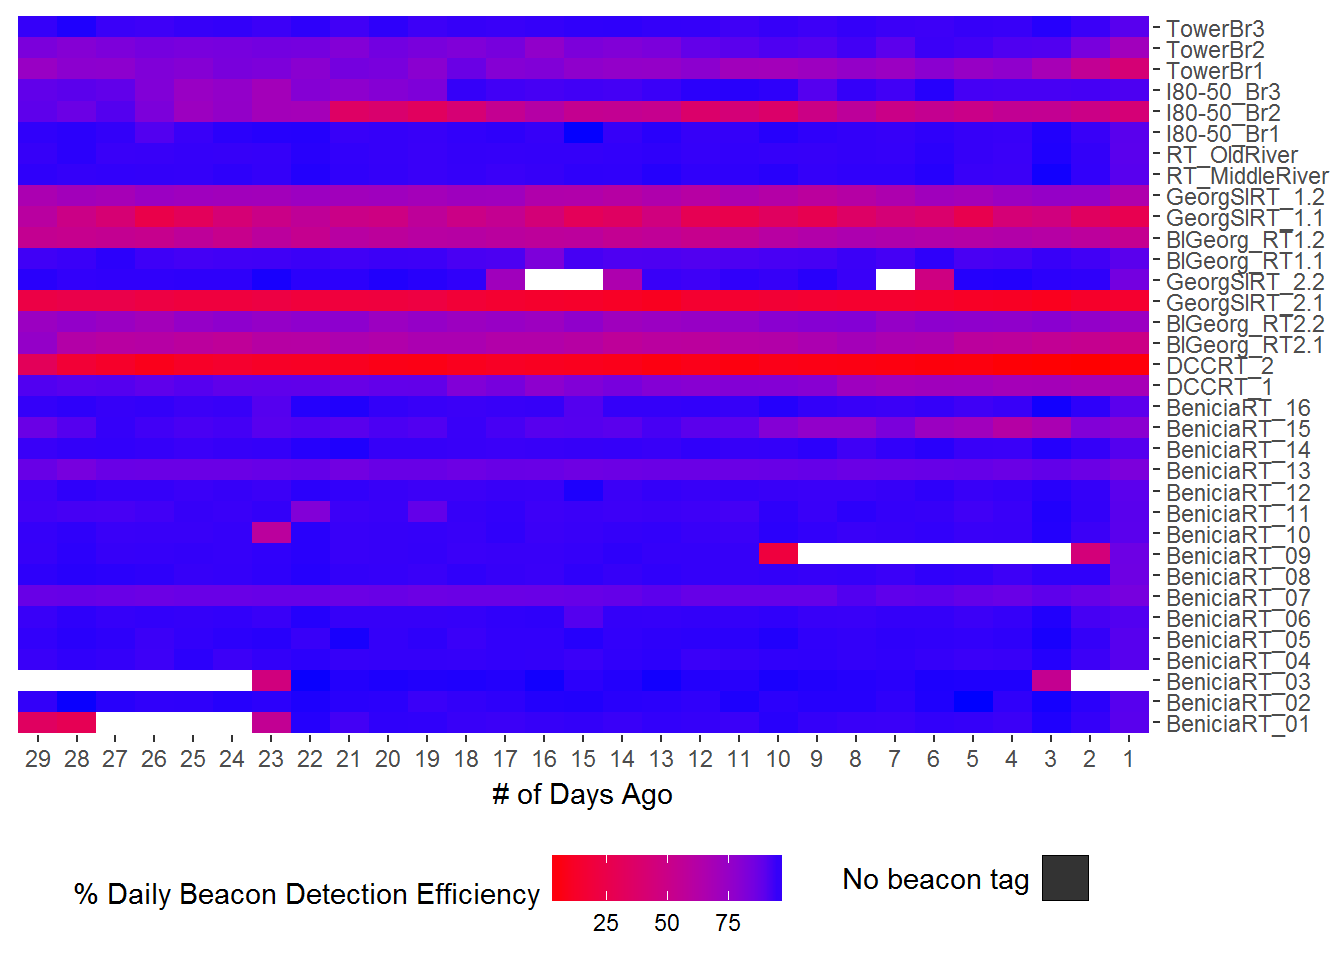 TowerBr3
TowerBr2
TowerBr1
I80-50_Br3
I80-50_Br2
I80-50_Br1
RT_OldRiver
RT_MiddleRiver
GeorgSlRT_1.2
GeorgSlRT_1.1
BlGeorg_RT1.2
BlGeorg_RT1.1
GeorgSlRT_2.2
GeorgSlRT_2.1
BlGeorg_RT2.2
BlGeorg_RT2.1
DCCRT_2
DCCRT_1
BeniciaRT_16
BeniciaRT_15
BeniciaRT_14
BeniciaRT_13
BeniciaRT_12
BeniciaRT_11
BeniciaRT_10
BeniciaRT_09
BeniciaRT_08
BeniciaRT_07
BeniciaRT_06
BeniciaRT_05
BeniciaRT_04
BeniciaRT_03
BeniciaRT_02
BeniciaRT_01
29 28 27 26 25 24 23 22 21 20 19 18 17 16 15 14 13 12 11 10 9 8 7 6 5 4 3 2 1
# of Days Ago
% Daily Beacon Detection Efficiency
25 50 75
No beacon tag